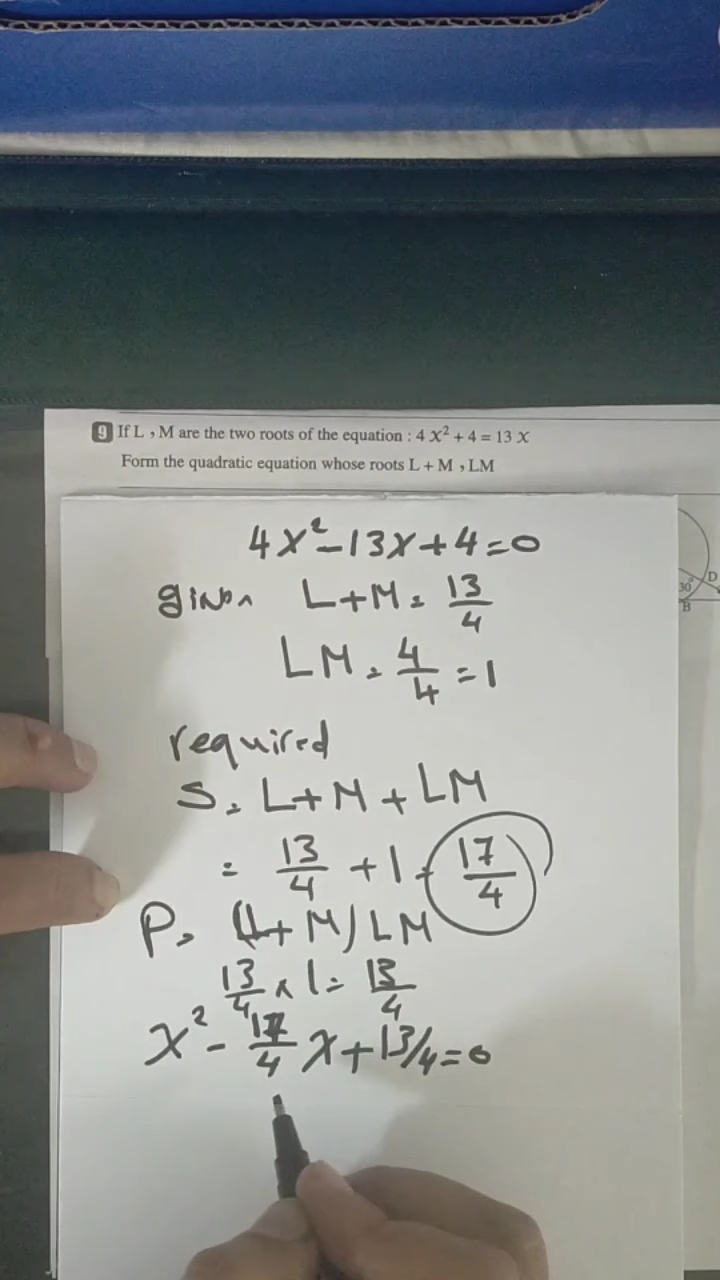 9 If L , M are the two roots of the equation : 4 x² + 4 = 13 x
Form the quadratic equation whose roots L + M , LM
4x²-13x+4=0
given L+M = 13/4
LM = 4/4 = 1
required
S = L+M + LM
= 13/4 + 1 = 17/4
P = (L+M)LM
13/4 × 1 = 13/4
x² - 17/4 x + 13/4 = 0
D
30°
B